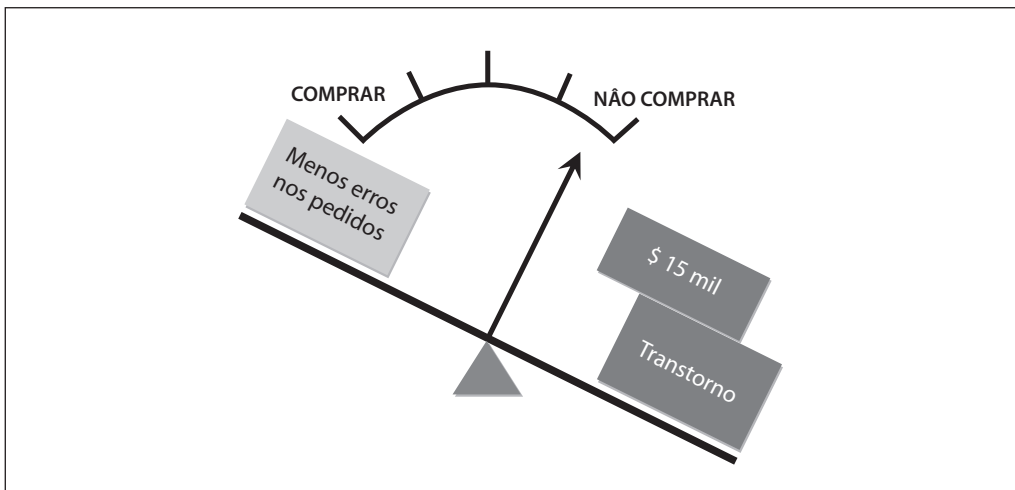 COMPRAR
NÂO COMPRAR
Menos erros
nos pedidos
$ 15 mil
Transtorno